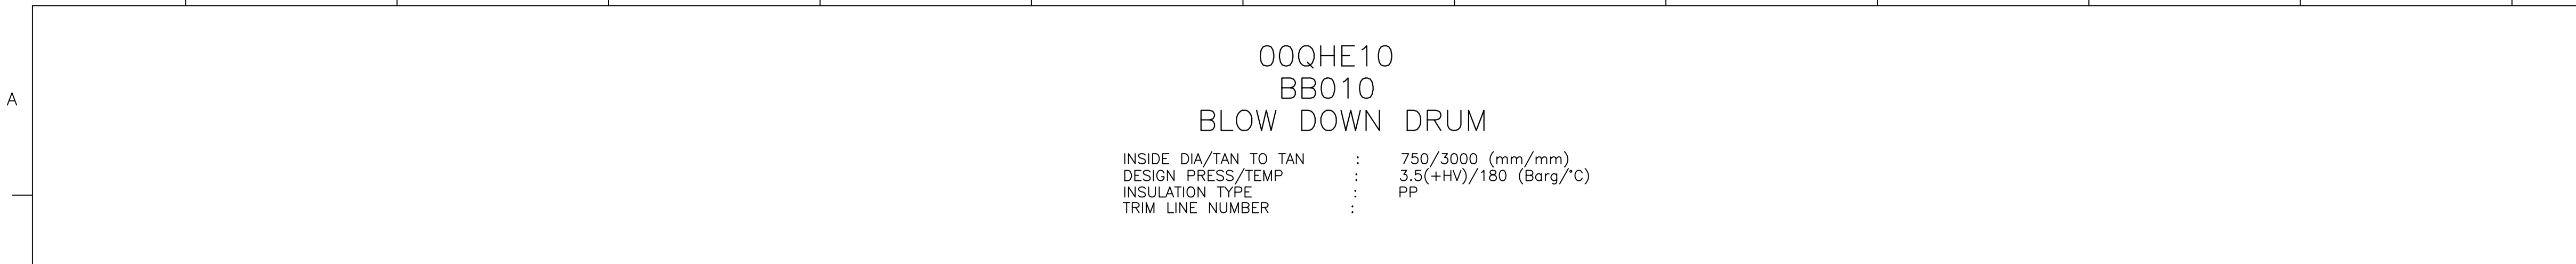 00QHE10
BB010
BLOW DOWN DRUM
A
INSIDE DIA/TAN TO TAN : 750/3000 (mm/mm)
DESIGN PRESS/TEMP : 3.5(+HV)/180 (Barg/°C)
INSULATION TYPE : PP
TRIM LINE NUMBER :